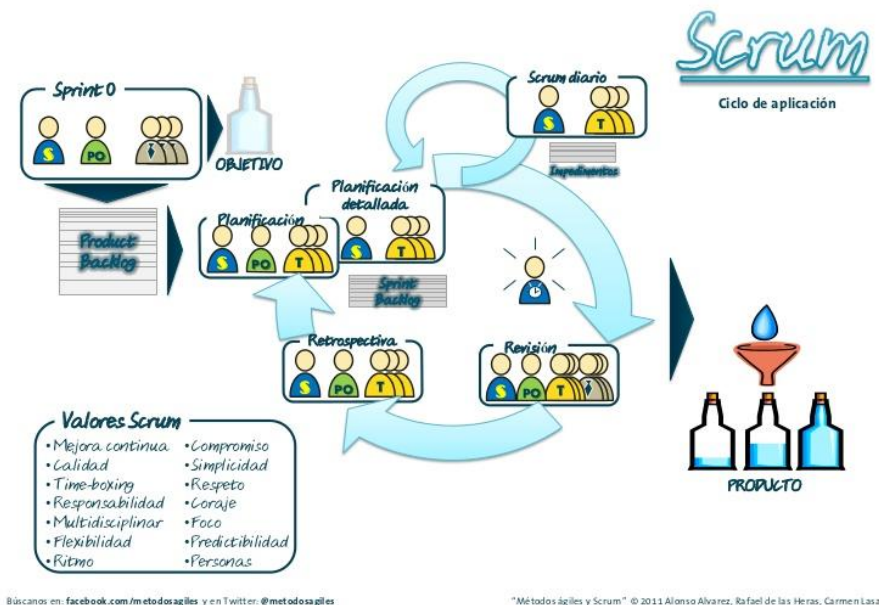 Scrum
Ciclo de aplicación
Sprint 0
S
PO
OBJETIVO
Product
Backlog
Scrum diario
S
T
Impedimentos
Planificación
detallada
S
T
Planificación
S
PO
T
Sprint
Backlog
Retrospectiva
S
PO
T
Revisión
S
PO
T
PRODUCTO
Valores Scrum
• Mejora continua
• Calidad
• Time-boxing
• Responsabilidad
• Multidisciplinar
• Flexibilidad
• Ritmo
• Compromiso
• Simplicidad
• Respeto
• Coraje
• Foco
• Predictibilidad
• Personas
Búscanos en: facebook.com/metodosagiles y en Twitter: @metodosagiles
"Métodos ágiles y Scrum" © 2011 Alonso Alvarez, Rafael de las Heras, Carmen Lasa